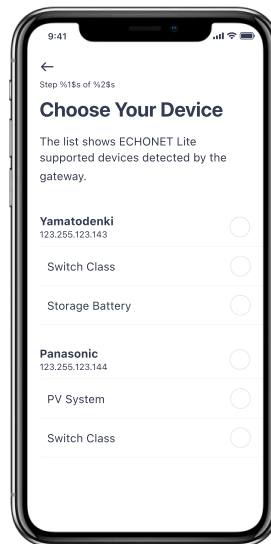 9:41
Step %1$s of %2$s
Choose Your Device
The list shows ECHONET Lite
supported devices detected by the
gateway.
Yamatodenki
123.255.123.143
Switch Class
Storage Battery
Panasonic
123.255.123.144
PV System
Switch Class